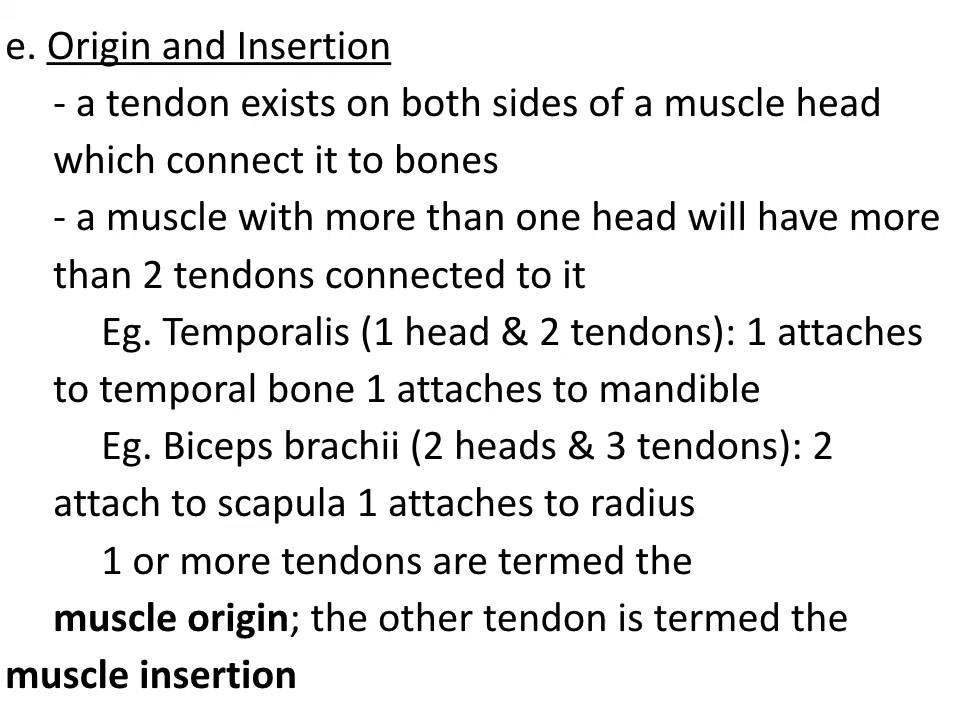 e. Origin and Insertion
- a tendon exists on both sides of a muscle head
which connect it to bones
- a muscle with more than one head will have more
than 2 tendons connected to it
Eg. Temporalis (1 head & 2 tendons): 1 attaches
to temporal bone 1 attaches to mandible
Eg. Biceps brachii (2 heads & 3 tendons): 2
attach to scapula 1 attaches to radius
1 or more tendons are termed the
muscle origin; the other tendon is termed the
muscle insertion